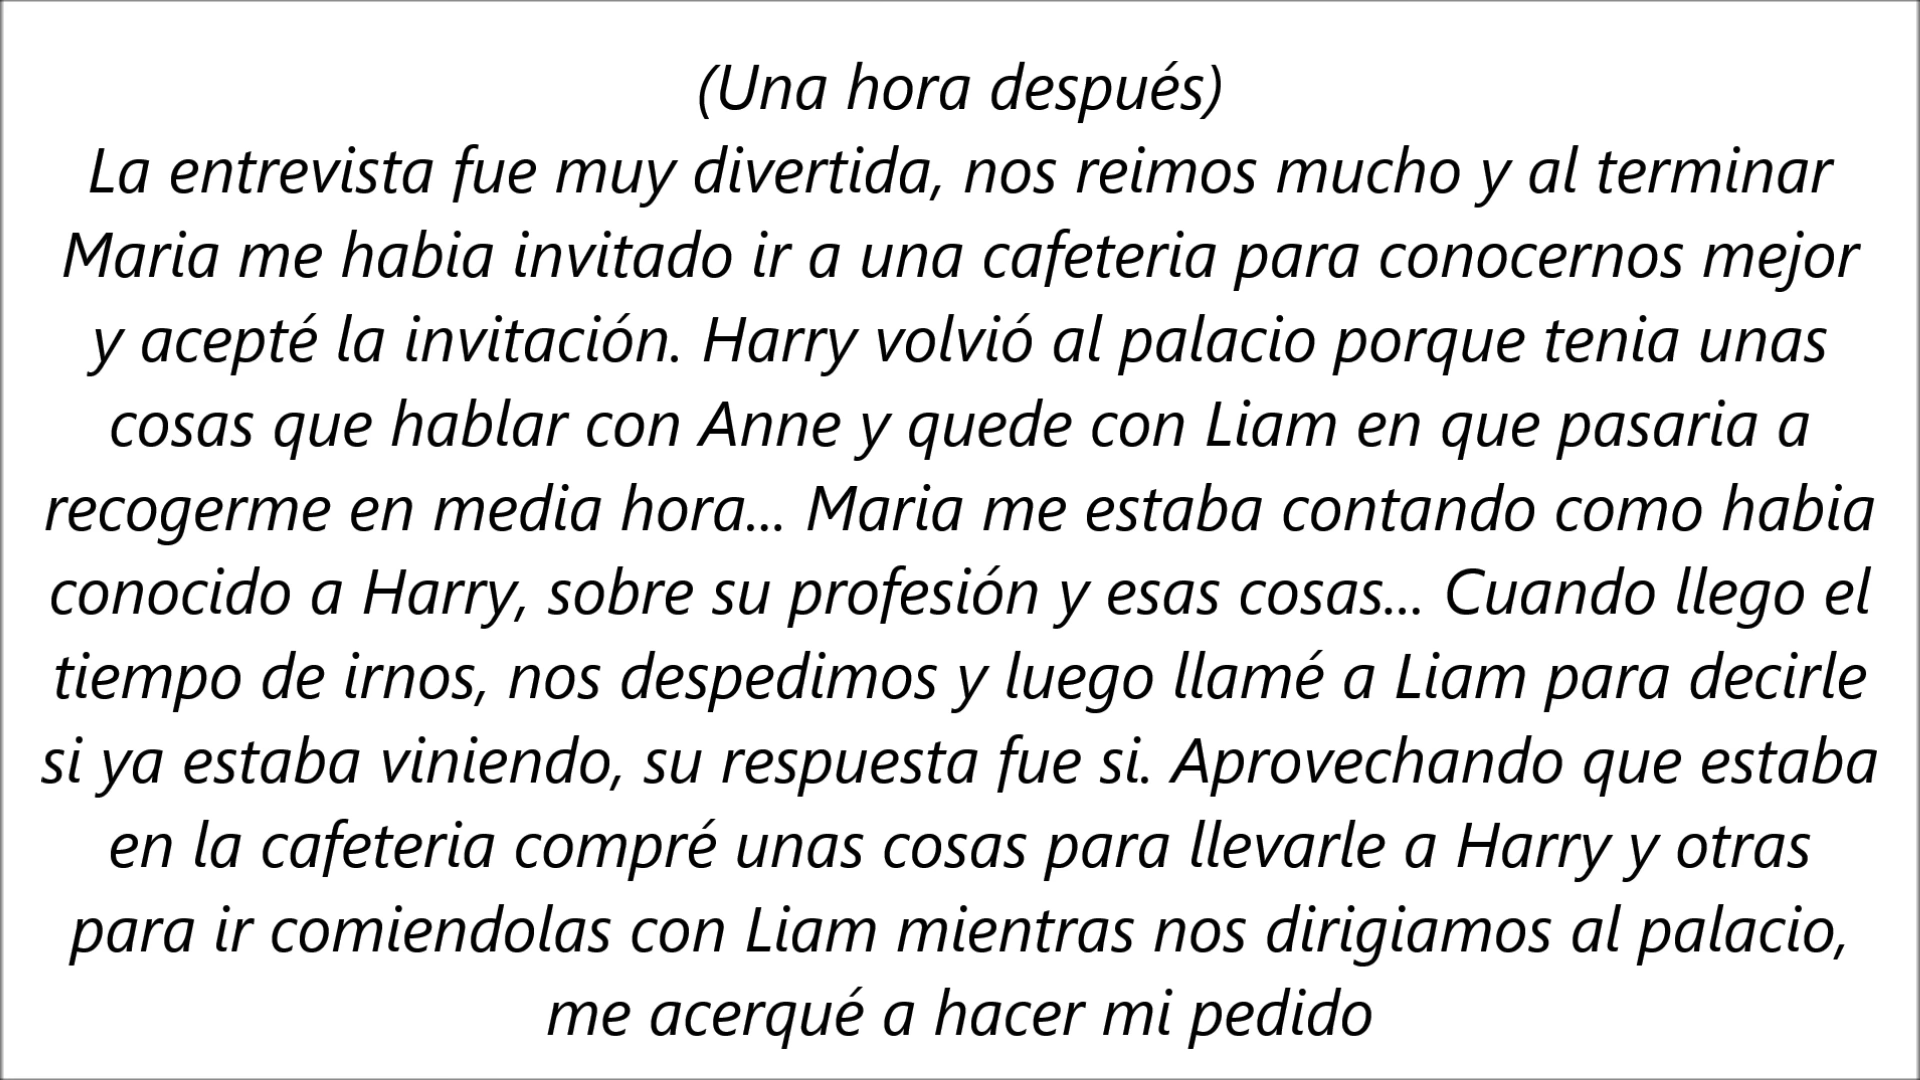 (Una hora después)
La entrevista fue muy divertida, nos reimos mucho y al terminar
Maria me habia invitado ir a una cafeteria para conocernos mejor
y acepté la invitación. Harry volvió al palacio porque tenia unas
cosas que hablar con Anne y quede con Liam en que pasaria a
recogerme en media hora... Maria me estaba contando como habia
conocido a Harry, sobre su profesión y esas cosas... Cuando llego el
tiempo de irnos, nos despedimos y luego llamé a Liam para decirle
si ya estaba viniendo, su respuesta fue si. Aprovechando que estaba
en la cafeteria compré unas cosas para llevarle a Harry y otras
para ir comiendolas con Liam mientras nos dirigiamos al palacio,
me acerqué a hacer mi pedido